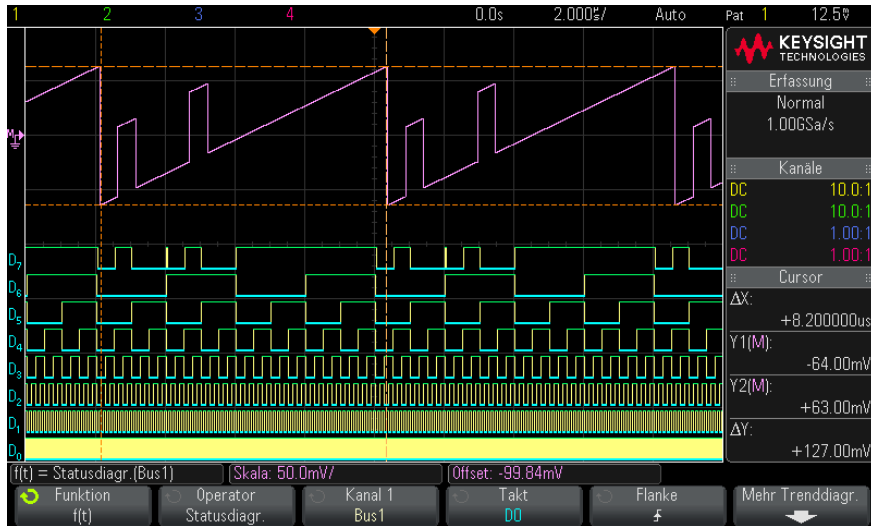 1 2 3 4 0.0s 2.000us/ Auto Pat 1 12.5V
KEYSIGHT
TECHNOLOGIES
Erfassung
Normal
1.00GSa/s
Kanäle
DC 10.0:1
DC 10.0:1
DC 1.00:1
DC 1.00:1
Cursor
ΔX:
+8.200000us
Y1(M):
-64.00mV
Y2(M):
+63.00mV
ΔY:
+127.00mV
M
D7
D6
D5
D4
D3
D2
D1
D0
f(t) = Statusdiagr.(Bus1) Skala: 50.0mV/ Offset: -99.84mV
Funktion Operator Kanal 1 Takt Flanke Mehr Trenddiagr.
f(t) Statusdiagr. Bus1 D0